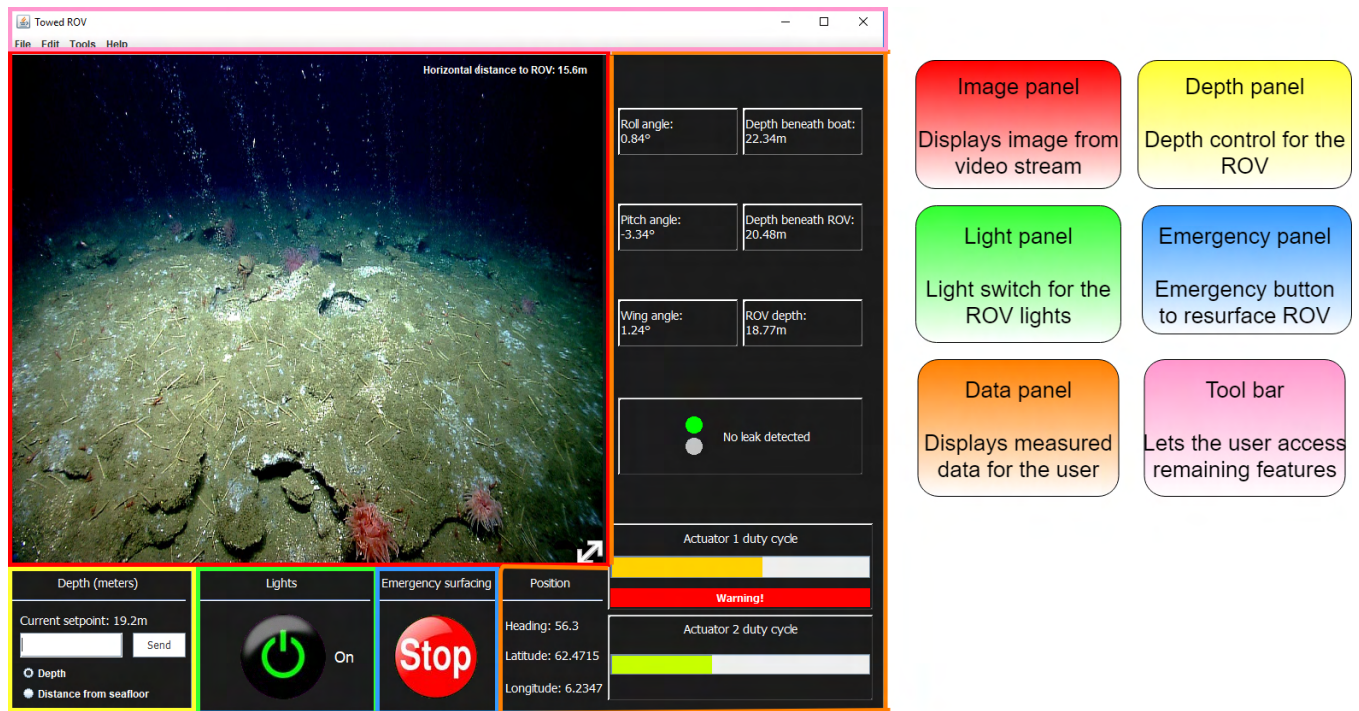 Towed ROV
File Edit Tools Help
Horizontal distance to ROV: 15.6m
Roll angle:
0.84°
Depth beneath boat:
22.34m
Pitch angle:
-3.34°
Depth beneath ROV:
20.48m
Wing angle:
1.24°
ROV depth:
18.77m
No leak detected
Actuator 1 duty cycle
Warning!
Actuator 2 duty cycle
Depth (meters)
Current setpoint: 19.2m
Send
Depth
Distance from seafloor
Lights
On
Emergency surfacing
Stop
Position
Heading: 56.3
Latitude: 62.4715
Longitude: 6.2347
Image panel
Displays image from
video stream
Depth panel
Depth control for the
ROV
Light panel
Light switch for the
ROV lights
Emergency panel
Emergency button
to resurface ROV
Data panel
Displays measured
data for the user
Tool bar
Lets the user access
remaining features